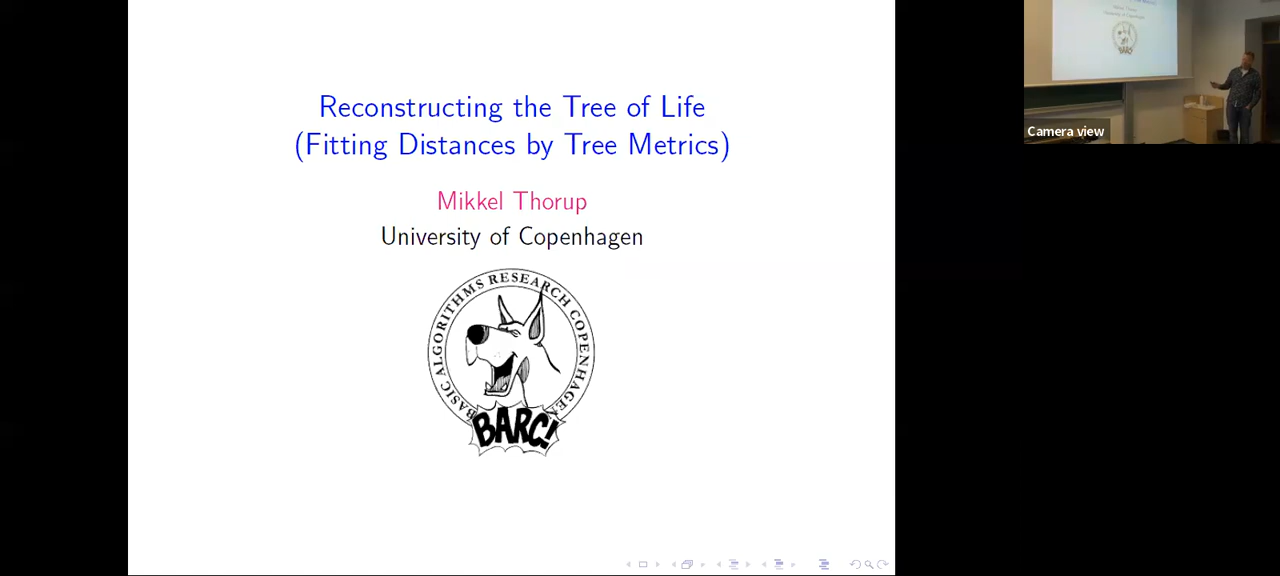 Reconstructing the Tree of Life
(Fitting Distances by Tree Metrics)
Mikkel Thorup
University of Copenhagen
BASIC ALGORITHMS RESEARCH COPENHAGEN
BARC!
Camera view